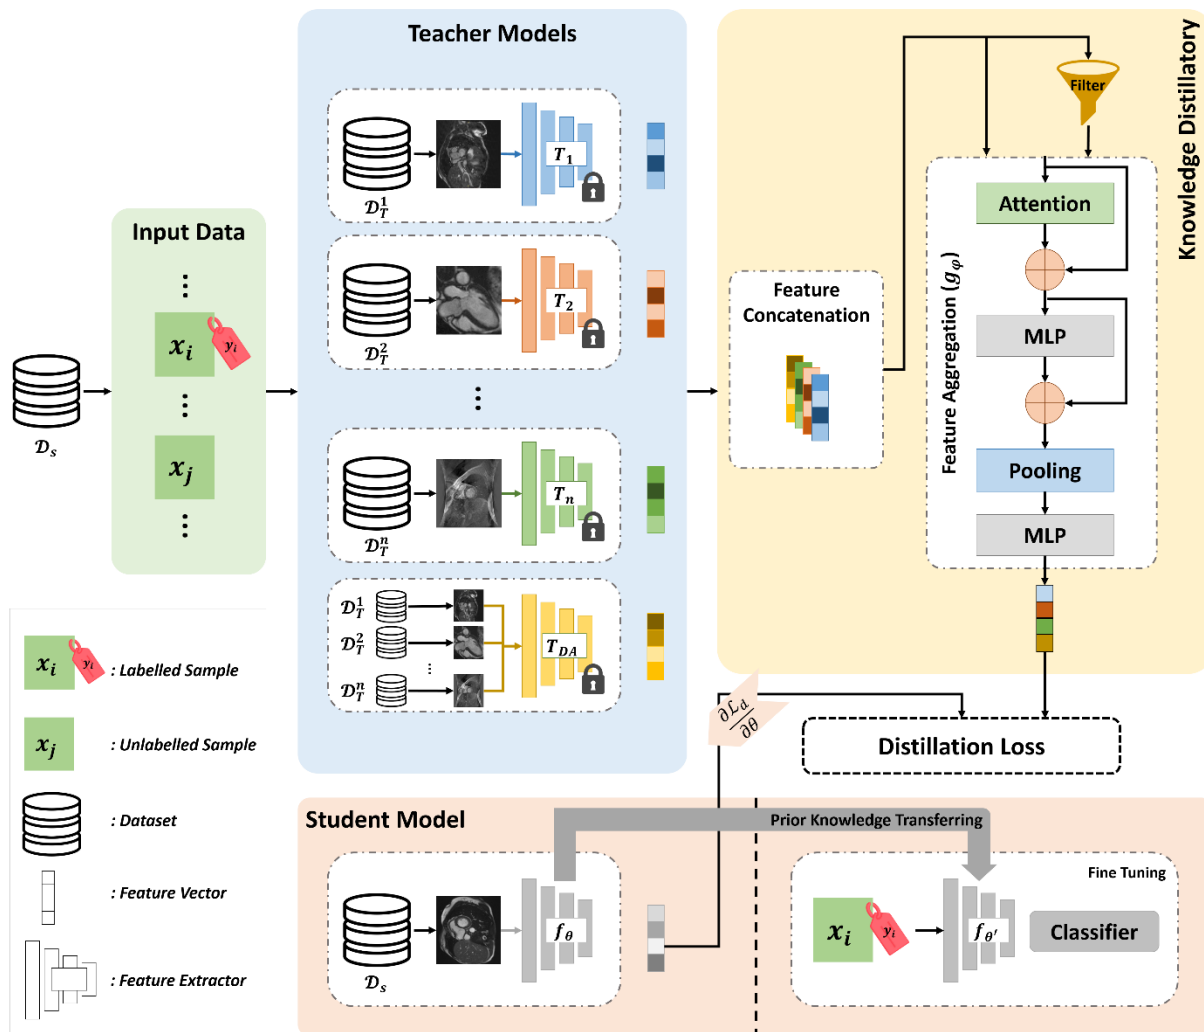 Teacher Models
Knowledge Distillatory
Filter
T₁
𝒟_T^1
Attention
Input Data
Feature Aggregation (g_φ)
x_i
y_i
T₂
𝒟_T^2
Feature
Concatenation
MLP
𝒟_s
x_j
T_n
𝒟_T^n
Pooling
MLP
𝒟_T^1
𝒟_T^2
𝒟_T^n
T_DA
∂ℒ_d
∂θ
Distillation Loss
Student Model
Prior Knowledge Transferring
Fine Tuning
f_θ
𝒟_s
x_i
y_i
f_θ'
Classifier
x_i
y_i
: Labelled Sample
x_j
: Unlabelled Sample
: Dataset
: Feature Vector
: Feature Extractor